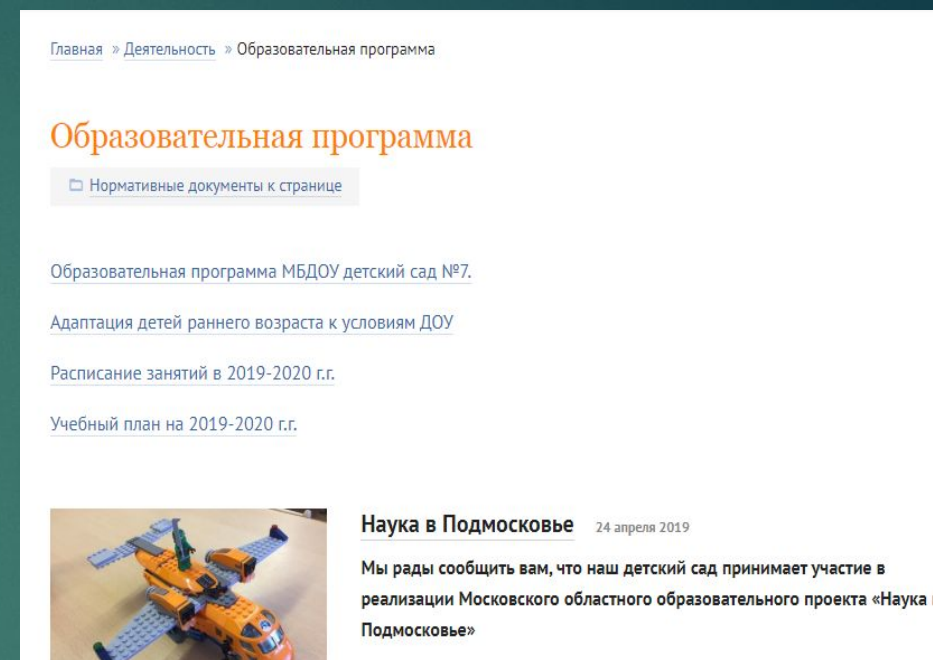 Главная » Деятельность » Образовательная программа
Образовательная программа
Нормативные документы к странице
Образовательная программа МБДОУ детский сад №7.
Адаптация детей раннего возраста к условиям ДОУ
Расписание занятий в 2019-2020 г.г.
Учебный план на 2019-2020 г.г.
Наука в Подмосковье 24 апреля 2019
Мы рады сообщить вам, что наш детский сад принимает участие в
реализации Московского областного образовательного проекта «Наука
Подмосковье»